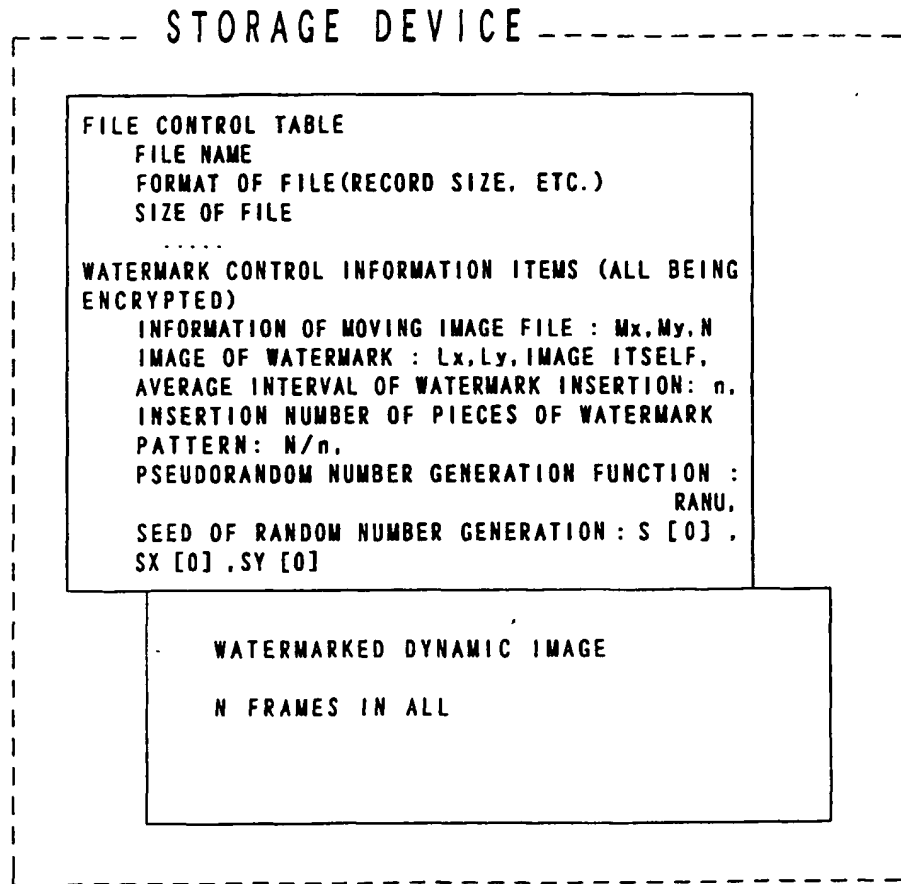 STORAGE DEVICE
FILE CONTROL TABLE
FILE NAME
FORMAT OF FILE(RECORD SIZE, ETC.)
SIZE OF FILE
.....
WATERMARK CONTROL INFORMATION ITEMS (ALL BEING
ENCRYPTED)
INFORMATION OF MOVING IMAGE FILE : Mx,My,N
IMAGE OF WATERMARK : Lx,Ly,IMAGE ITSELF,
AVERAGE INTERVAL OF WATERMARK INSERTION: n,
INSERTION NUMBER OF PIECES OF WATERMARK
PATTERN: N/n,
PSEUDORANDOM NUMBER GENERATION FUNCTION :
RANU,
SEED OF RANDOM NUMBER GENERATION : S [0] ,
SX [0] ,SY [0]
WATERMARKED DYNAMIC IMAGE
N FRAMES IN ALL